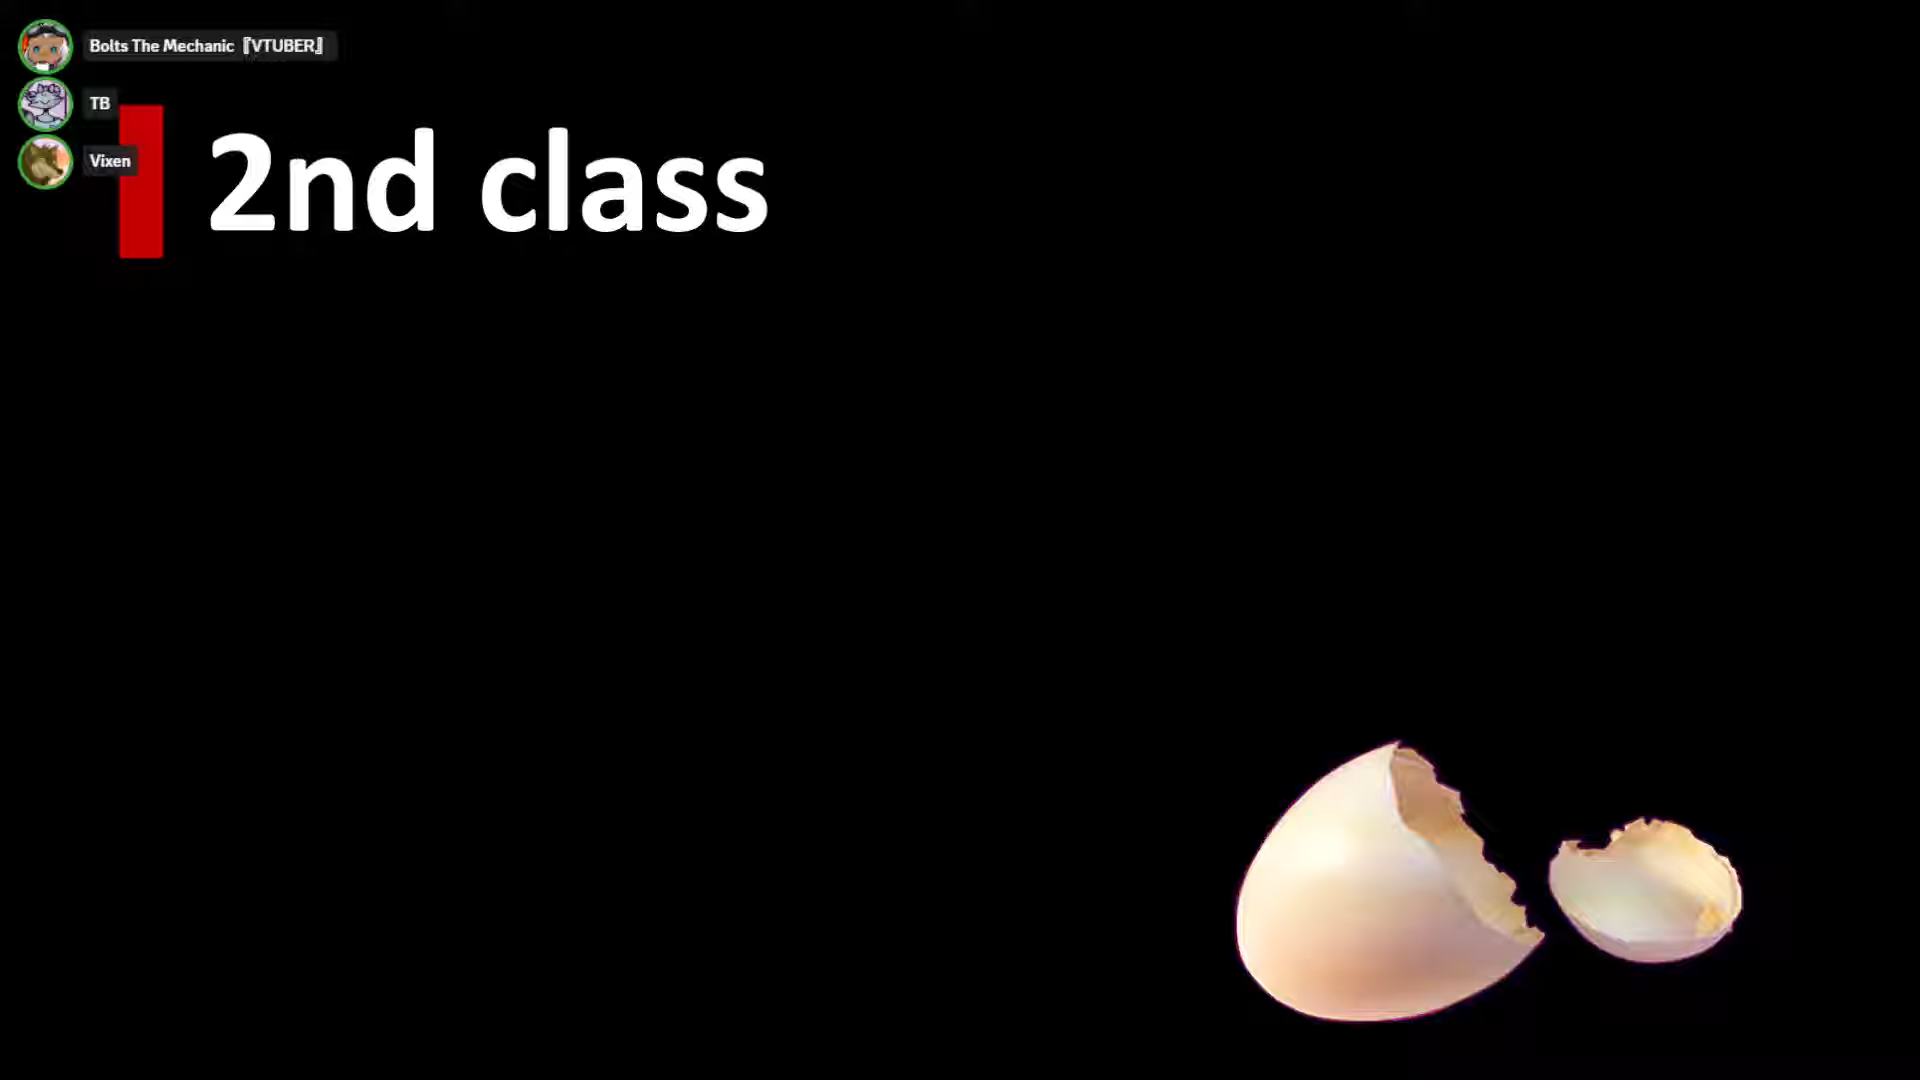 Bolts The Mechanic『VTUBER』
TB
Vixen
2nd class